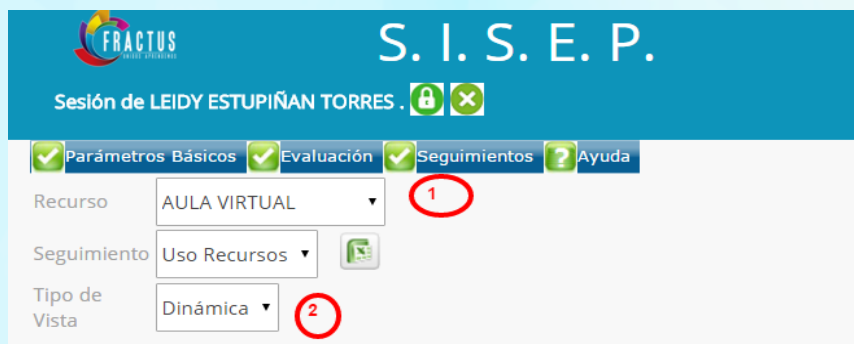 FRACTUS
S. I. S. E. P.
Sesión de LEIDY ESTUPIÑAN TORRES .
Parámetros Básicos Evaluación Seguimientos Ayuda
Recurso AULA VIRTUAL 1
Seguimiento Uso Recursos
Tipo de
Vista Dinámica 2